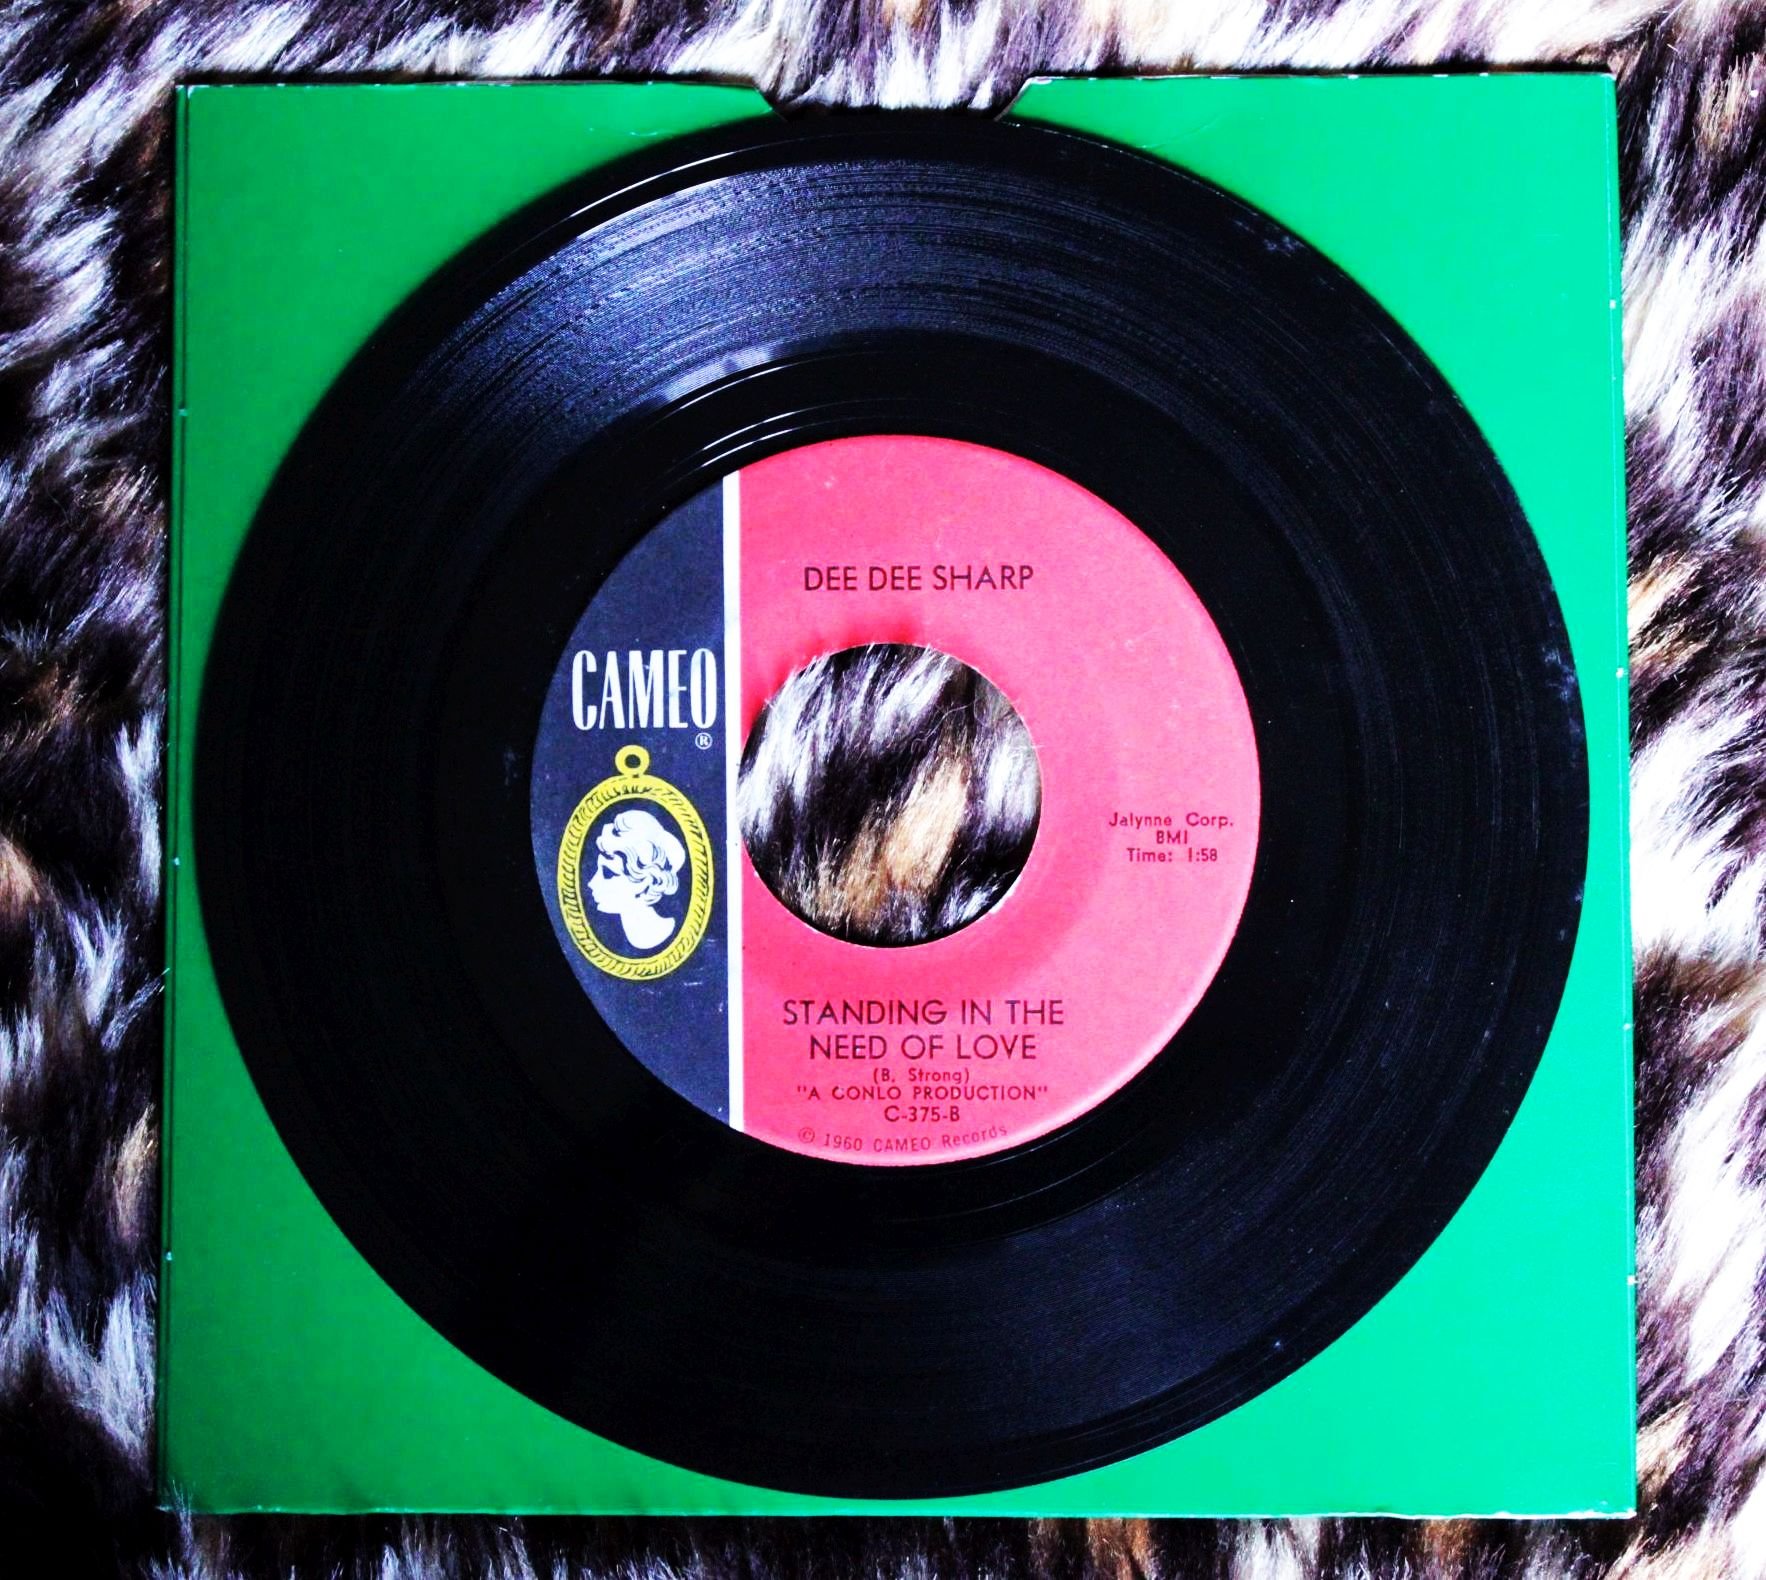 DEE DEE SHARP
CAMEO
®
Jalynne Corp.
BMI
Time: 1:58
STANDING IN THE
NEED OF LOVE
(B. Strong)
"A CONLO PRODUCTION"
C-375-B
© 1960 CAMEO Records